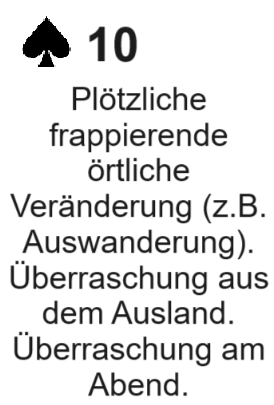 ♠ 10
Plötzliche
frappierende
örtliche
Veränderung (z.B.
Auswanderung).
Überraschung aus
dem Ausland.
Überraschung am
Abend.